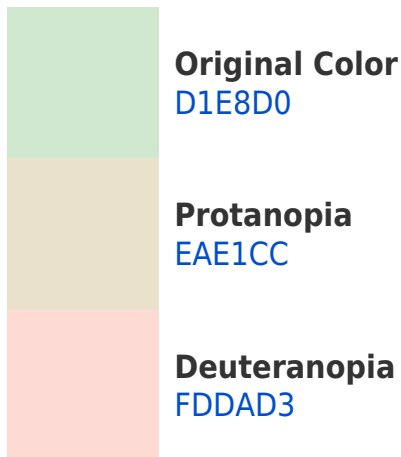 Original Color
D1E8D0
Protanopia
EAE1CC
Deuteranopia
FDDAD3